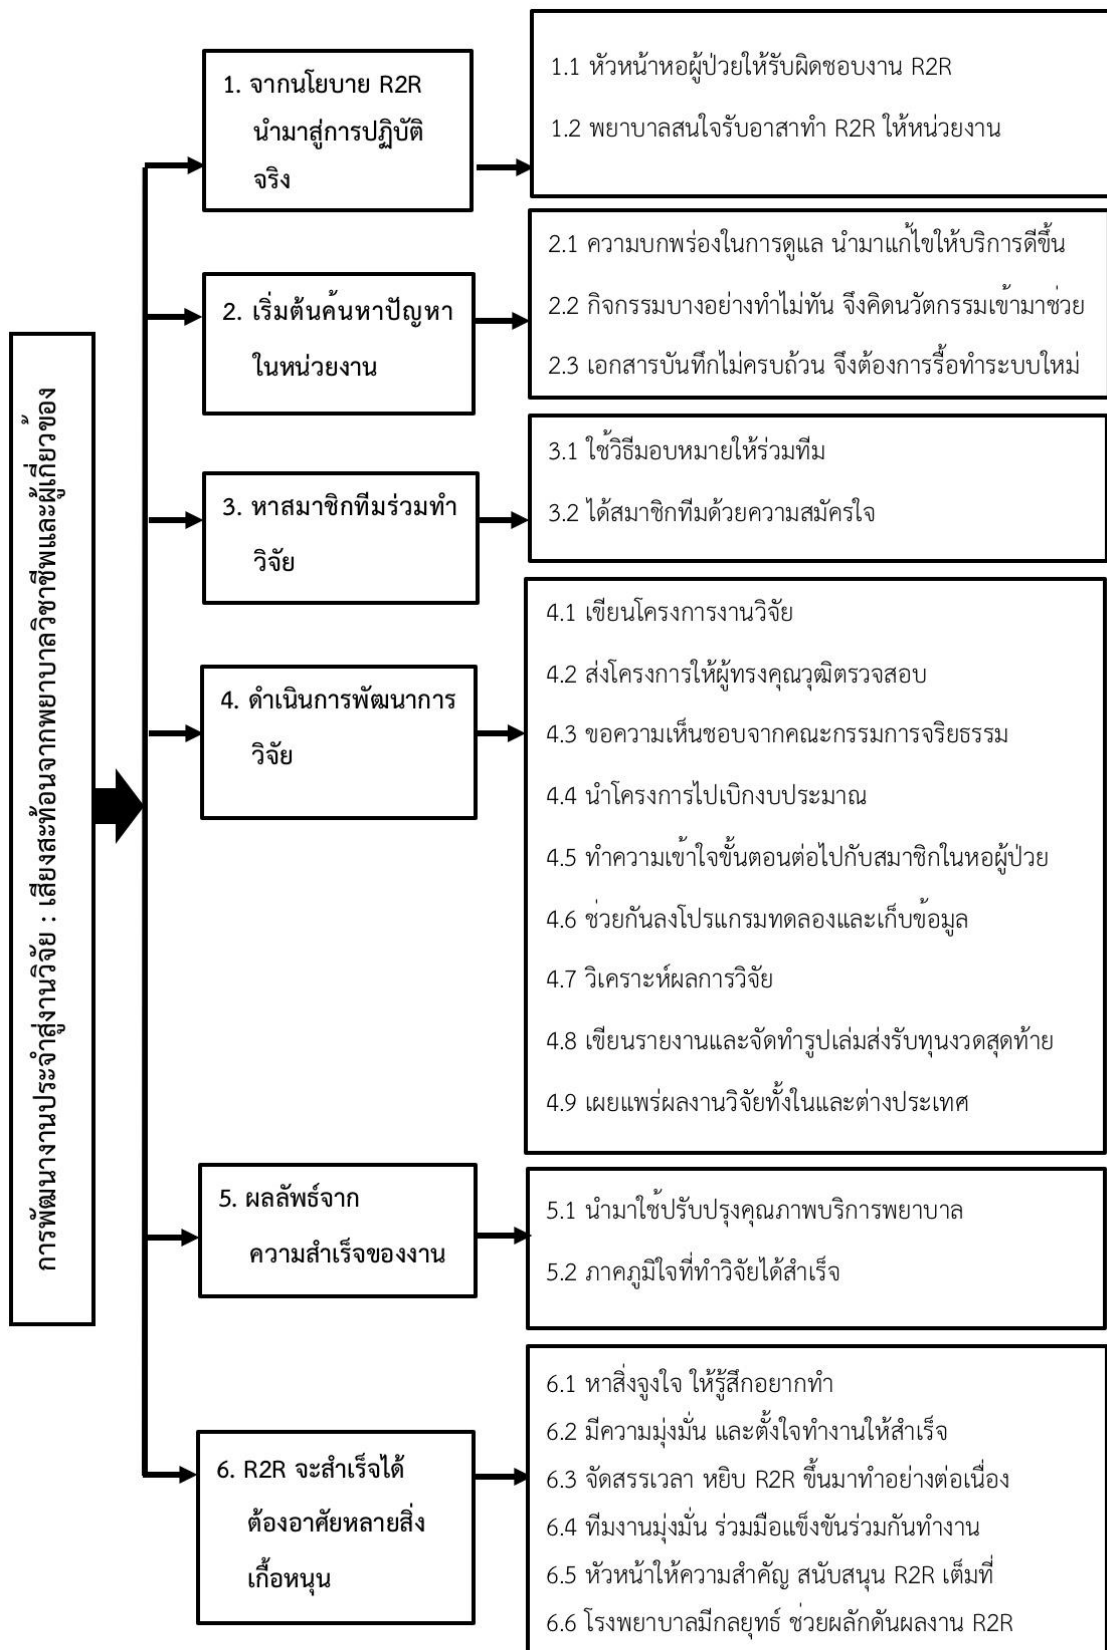 การพัฒนางานประจำสู่งานวิจัย : เสียงสะท้อนจากพยาบาลวิชาชีพและผู้เกี่ยวข้อง
1. จากนโยบาย R2R
นำมาสู่การปฏิบัติ
จริง
1.1 หัวหน้าหอผู้ป่วยให้รับผิดชอบงาน R2R
1.2 พยาบาลสนใจรับอาสาทำ R2R ให้หน่วยงาน
2. เริ่มต้นค้นหาปัญหา
ในหน่วยงาน
2.1 ความบกพร่องในการดูแล นำมาแก้ไขให้บริการดีขึ้น
2.2 กิจกรรมบางอย่างทำไม่ทัน จึงคิดนวัตกรรมเข้ามาช่วย
2.3 เอกสารบันทึกไม่ครบถ้วน จึงต้องการรื้อทำระบบใหม่
3. หาสมาชิกทีมร่วมทำ
วิจัย
3.1 ใช้วิธีมอบหมายให้ร่วมทีม
3.2 ได้สมาชิกทีมด้วยความสมัครใจ
4. ดำเนินการพัฒนาการ
วิจัย
4.1 เขียนโครงการงานวิจัย
4.2 ส่งโครงการให้ผู้ทรงคุณวุฒิตรวจสอบ
4.3 ขอความเห็นชอบจากคณะกรรมการจริยธรรม
4.4 นำโครงการไปเบิกงบประมาณ
4.5 ทำความเข้าใจขั้นตอนต่อไปกับสมาชิกในหอผู้ป่วย
4.6 ช่วยกันลงโปรแกรมทดลองและเก็บข้อมูล
4.7 วิเคราะห์ผลการวิจัย
4.8 เขียนรายงานและจัดทำรูปเล่มส่งรับทุนงวดสุดท้าย
4.9 เผยแพร่ผลงานวิจัยทั้งในและต่างประเทศ
5. ผลลัพธ์จาก
ความสำเร็จของงาน
5.1 นำมาใช้ปรับปรุงคุณภาพบริการพยาบาล
5.2 ภาคภูมิใจที่ทำวิจัยได้สำเร็จ
6. R2R จะสำเร็จได้
ต้องอาศัยหลายสิ่ง
เกื้อหนุน
6.1 หาสิ่งจูงใจ ให้รู้สึกอยากทำ
6.2 มีความมุ่งมั่น และตั้งใจทำงานให้สำเร็จ
6.3 จัดสรรเวลา หยิบ R2R ขึ้นมาทำอย่างต่อเนื่อง
6.4 ทีมงานมุ่งมั่น ร่วมมือแข็งขันร่วมกันทำงาน
6.5 หัวหน้าให้ความสำคัญ สนับสนุน R2R เต็มที่
6.6 โรงพยาบาลมีกลยุทธ์ ช่วยผลักดันผลงาน R2R